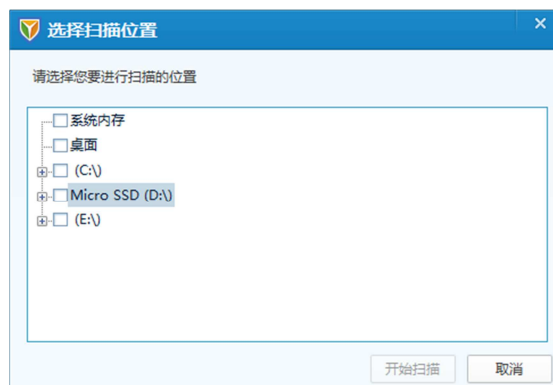 选择扫描位置
请选择您要进行扫描的位置
系统内存
桌面
(C:\)
Micro SSD (D:\)
(E:\)
开始扫描 取消